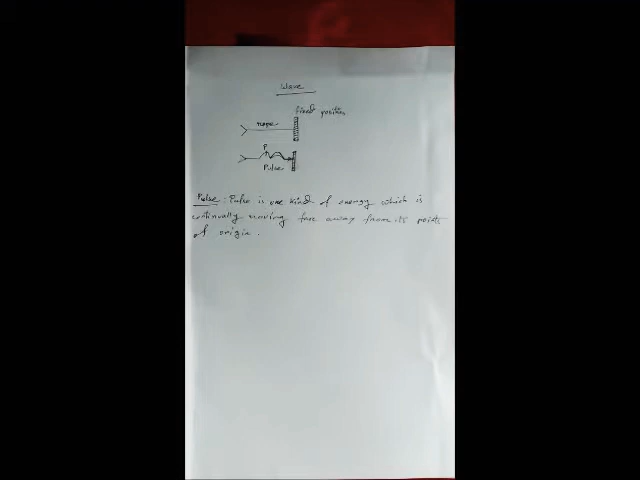 Wave
fixed position
rope
P
Pulse
Pulse : Pulse is one kind of energy which is
continually moving far away from its points
of origin.